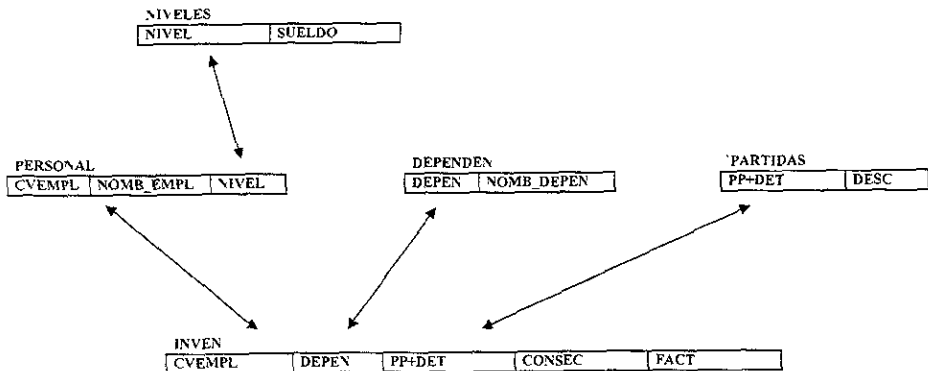 NIVELES
NIVEL SUELDO
PERSONAL
CVEMPL NOMB_EMPL NIVEL
DEPENDEN
DEPEN NOMB_DEPEN
PARTIDAS
PP+DET DESC
INVEN
CVEMPL DEPEN PP+DET CONSEC FACT